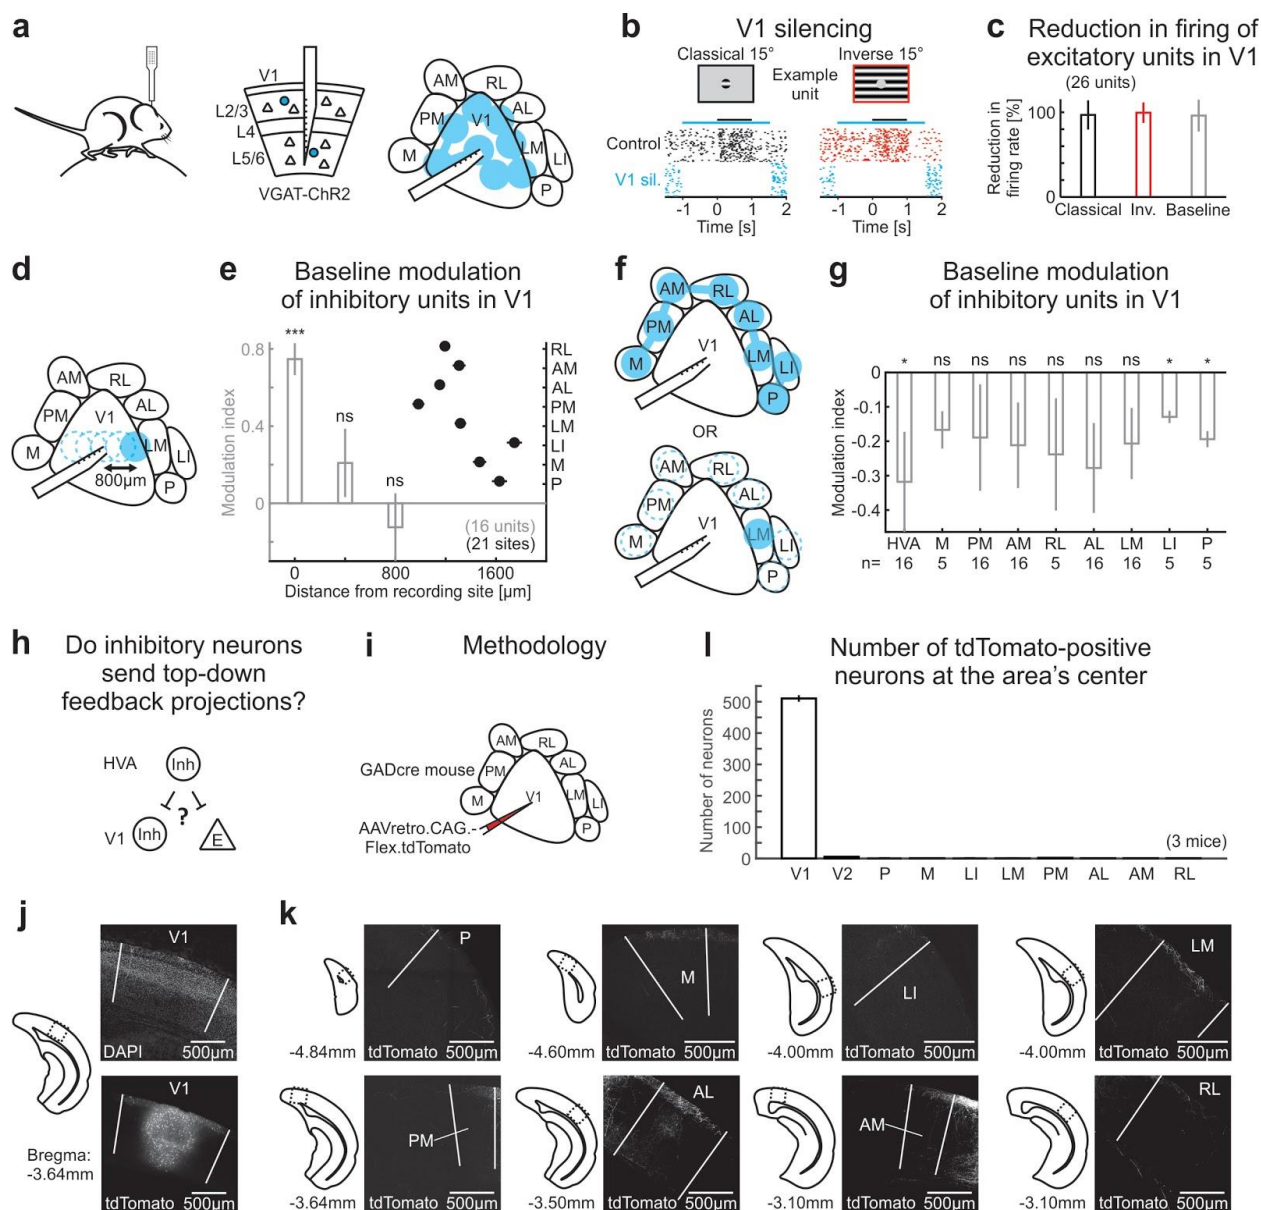 a
V1
L2/3
L4
L5/6
VGAT-ChR2
AM
RL
PM
V1
AL
M
LM
LI
P
b
V1 silencing
Classical 15°
Inverse 15°
Example
unit
Control
V1 sil.
-1 0 1 2
Time [s]
-1 0 1 2
Time [s]
c
Reduction in firing of
excitatory units in V1
(26 units)
Reduction in
firing rate [%]
100
0
Classical Inv. Baseline
d
AM
RL
PM
V1
AL
M
LM
LI
P
800µm
e
Baseline modulation
of inhibitory units in V1
Modulation index
0.8
0.4
0
***
ns
ns
RL
AM
AL
PM
LM
LI
M
P
(16 units)
(21 sites)
0 800 1600
Distance from recording site [µm]
f
AM
RL
PM
AL
V1
M
LM
LI
P
OR
AM
RL
PM
AL
V1
M
LM
LI
P
g
Baseline modulation
of inhibitory units in V1
* ns ns ns ns ns ns * *
Modulation index
0
-0.1
-0.2
-0.3
-0.4
HVA M PM AM RL AL LM LI P
n= 16 5 16 16 16 16 16 5 5
h
Do inhibitory neurons
send top-down
feedback projections?
HVA
Inh
?
V1
Inh
E
i
Methodology
GADcre mouse
AM
RL
PM
AL
M
V1
LM
LI
P
AAVretro.CAG.-
Flex.tdTomato
l
Number of tdTomato-positive
neurons at the area's center
Number of neurons
500
400
300
200
100
0
(3 mice)
V1 V2 P M LI LM PM AL AM RL
j
V1
DAPI 500µm
V1
Bregma:
-3.64mm
tdTomato 500µm
k
P
-4.84mm
tdTomato 500µm
M
-4.60mm
tdTomato 500µm
LI
-4.00mm
tdTomato 500µm
LM
-4.00mm
tdTomato 500µm
PM
-3.64mm
tdTomato 500µm
AL
-3.50mm
tdTomato 500µm
AM
-3.10mm
tdTomato 500µm
RL
-3.10mm
tdTomato 500µm